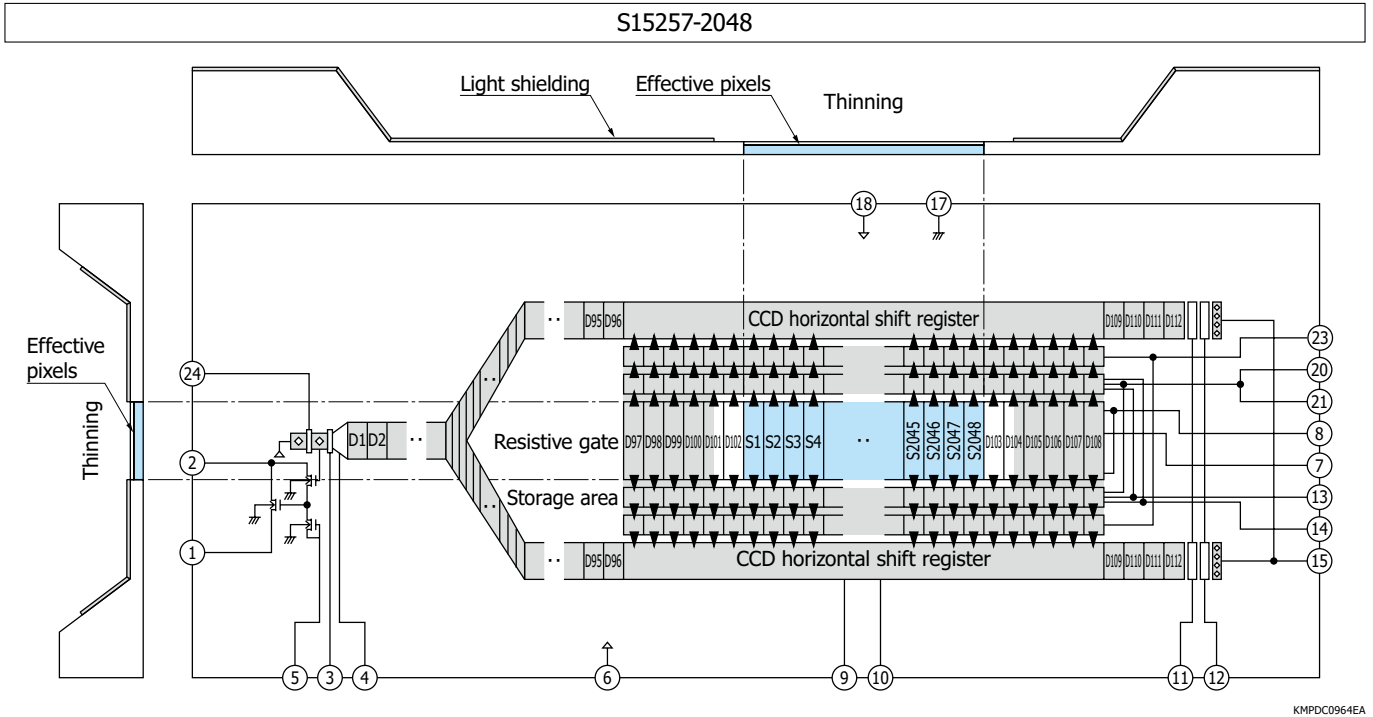 S15257-2048
Light shielding
Effective pixels
Thinning
18
17
Effective
pixels
Thinning
·· D95 D96 CCD horizontal shift register D109 D110 D111 D112
23
24
20
21
··
D1 D2 ·· Resistive gate D97 D98 D99 D100 D101 D102 S1 S2 S3 S4 ·· S2045 S2046 S2047 S2048 D103 D104 D105 D106 D107 D108
8
2
7
Storage area
13
14
1
··
·· D95 D96 CCD horizontal shift register D109 D110 D111 D112
15
5 3 4 6 9 10 11 12
KMPDC0964EA